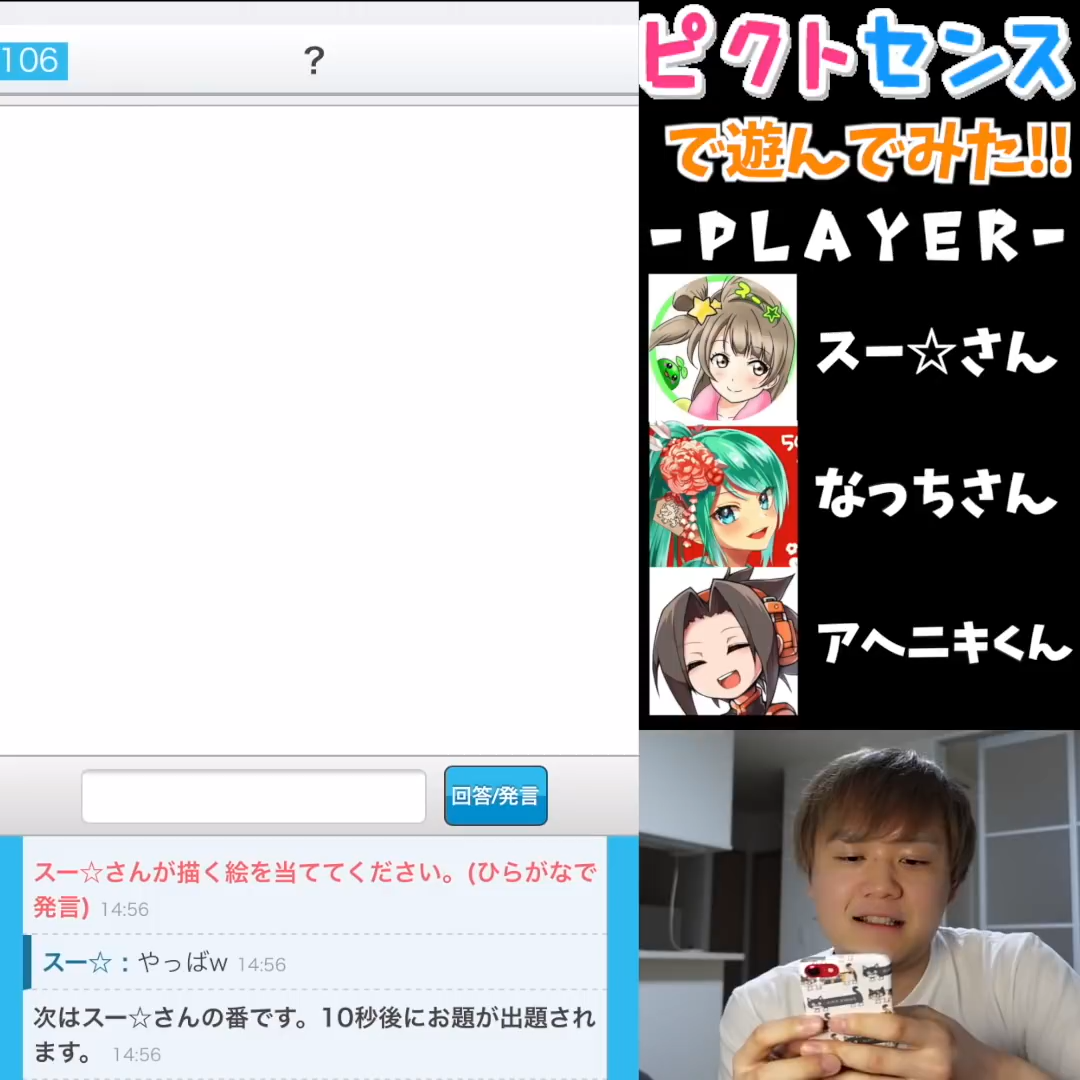 106
?
ピクトセンス
で遊んでみた!!
-PLAYER-
スー☆さん
なっちさん
アヘニキくん
回答/発言
スー☆さんが描く絵を当ててください。(ひらがなで
発言) 14:56
スー☆：やっばw 14:56
次はスー☆さんの番です。10秒後にお題が出題され
ます。 14:56